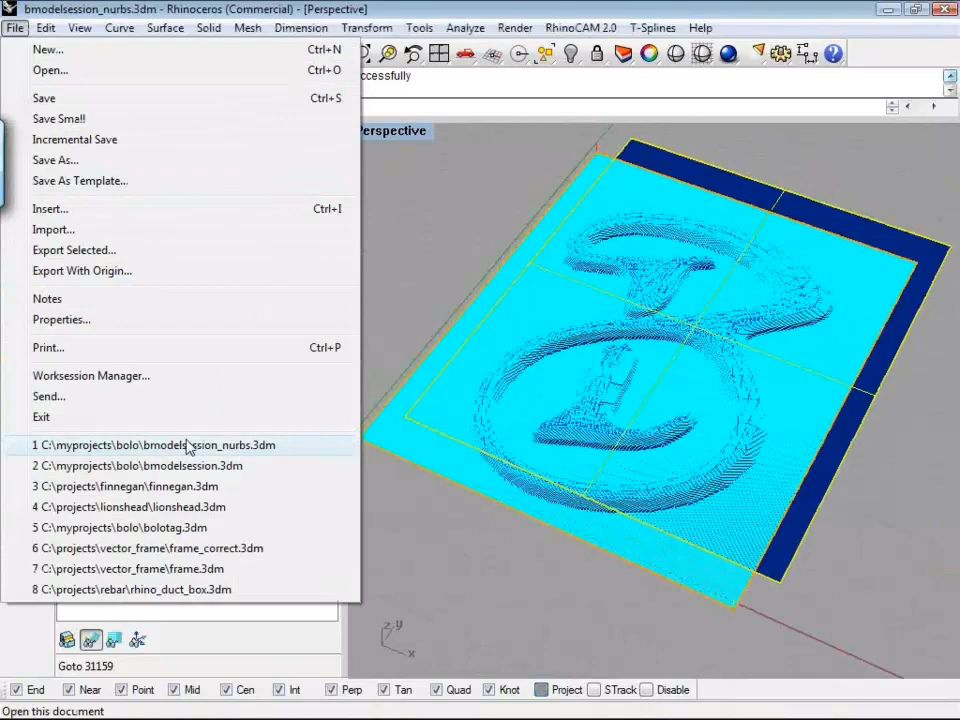 bmodelsession_nurbs.3dm - Rhinoceros (Commercial) - [Perspective]
File Edit View Curve Surface Solid Mesh Dimension Transform Tools Analyze Render RhinoCAM 2.0 T-Splines Help
New... Ctrl+N
Open... Ctrl+O
Save Ctrl+S
Save Small
Incremental Save
Save As...
Save As Template...
Insert... Ctrl+I
Import...
Export Selected...
Export With Origin...
Notes
Properties...
Print... Ctrl+P
Worksession Manager...
Send...
Exit
1 C:\myprojects\bolo\bmodelsession_nurbs.3dm
2 C:\myprojects\bolo\bmodelsession.3dm
3 C:\projects\finnegan\finnegan.3dm
4 C:\projects\lionshead\lionshead.3dm
5 C:\myprojects\bolo\bolotag.3dm
6 C:\projects\vector_frame\frame_correct.3dm
7 C:\projects\vector_frame\frame.3dm
8 C:\projects\rebar\rhino_duct_box.3dm
ccessfully
erspective
z y
x
Goto 31159
End Near Point Mid Cen Int Perp Tan Quad Knot Project STrack Disable
Open this document